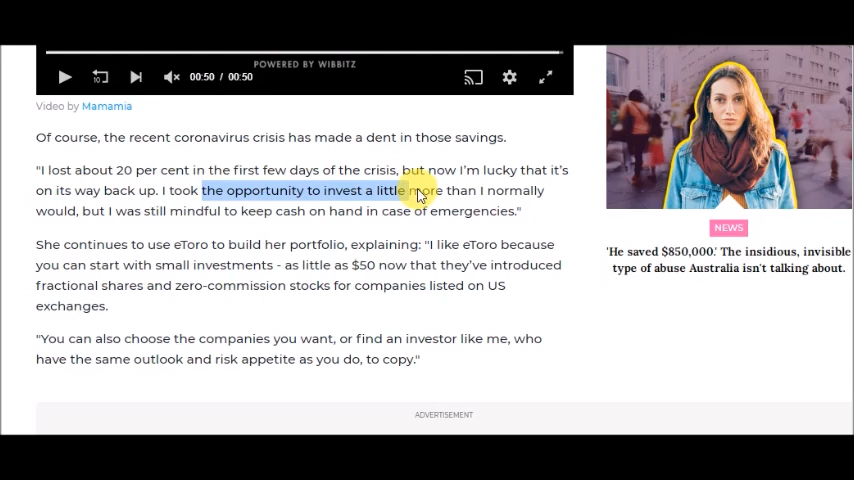 POWERED BY WIBBITZ
10
00:50 / 00:50
Video by Mamamia
Of course, the recent coronavirus crisis has made a dent in those savings.
"I lost about 20 per cent in the first few days of the crisis, but now I'm lucky that it's
on its way back up. I took the opportunity to invest a little more than I normally
would, but I was still mindful to keep cash on hand in case of emergencies."
She continues to use eToro to build her portfolio, explaining: "I like eToro because
you can start with small investments - as little as $50 now that they've introduced
fractional shares and zero-commission stocks for companies listed on US
exchanges.
"You can also choose the companies you want, or find an investor like me, who
have the same outlook and risk appetite as you do, to copy."
ADVERTISEMENT
NEWS
'He saved $850,000.' The insidious, invisible
type of abuse Australia isn't talking about.